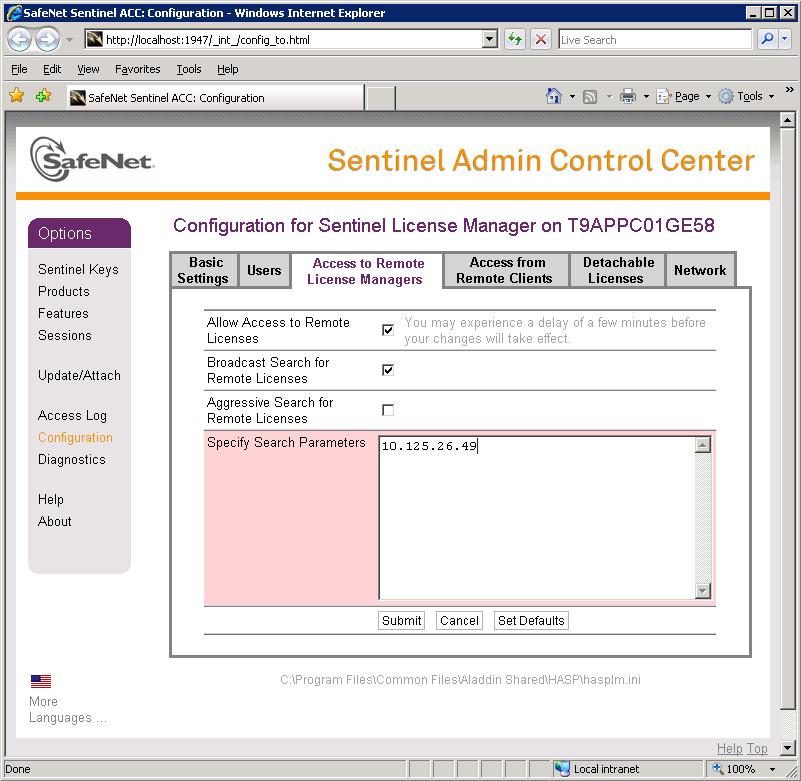 SafeNet Sentinel ACC: Configuration - Windows Internet Explorer
http://localhost:1947/_int_/config_to.html
Live Search
File Edit View Favorites Tools Help
SafeNet Sentinel ACC: Configuration
Page Tools »
SafeNet
Sentinel Admin Control Center
Options
Sentinel Keys
Products
Features
Sessions
Update/Attach
Access Log
Configuration
Diagnostics
Help
About
More
Languages ...
Configuration for Sentinel License Manager on T9APPC01GE58
Basic
Settings
Users
Access to Remote
License Managers
Access from
Remote Clients
Detachable
Licenses
Network
Allow Access to Remote
Licenses
You may experience a delay of a few minutes before
your changes will take effect.
Broadcast Search for
Remote Licenses
Aggressive Search for
Remote Licenses
Specify Search Parameters
10.125.26.49
Submit Cancel Set Defaults
C:\Program Files\Common Files\Aladdin Shared\HASP\hasplm.ini
Help Top
Done
Local intranet
100%